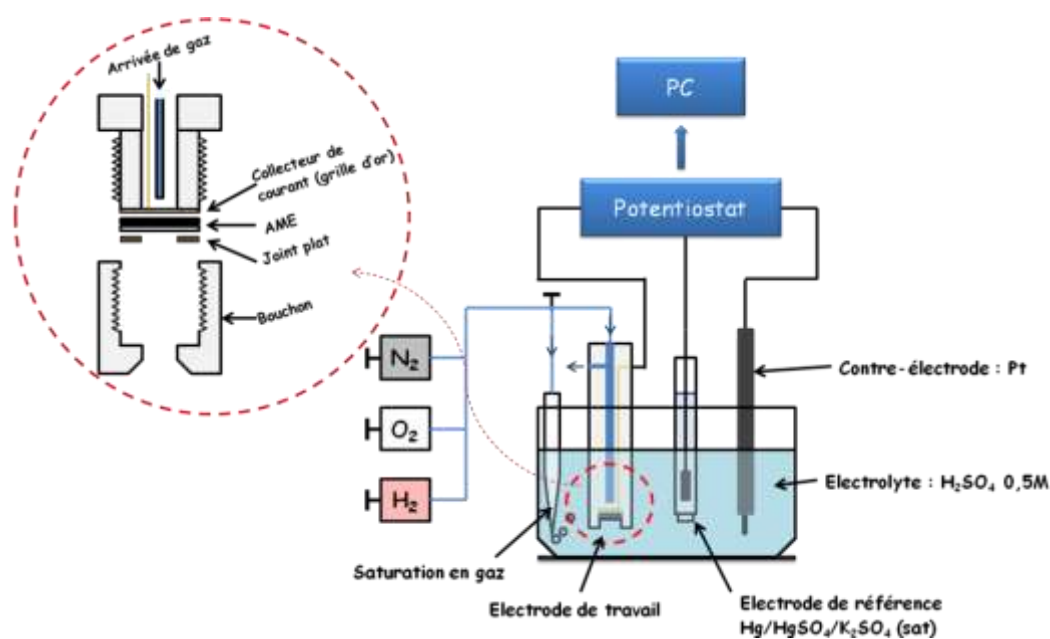 Arrivée de gaz
Collecteur de
courant (grille d'or)
AME
Joint plat
Bouchon
PC
Potentiostat
N₂
O₂
H₂
Contre-électrode : Pt
Electrolyte : H₂SO₄ 0,5M
Saturation en gaz
Electrode de travail
Electrode de référence
Hg/HgSO₄/K₂SO₄ (sat)